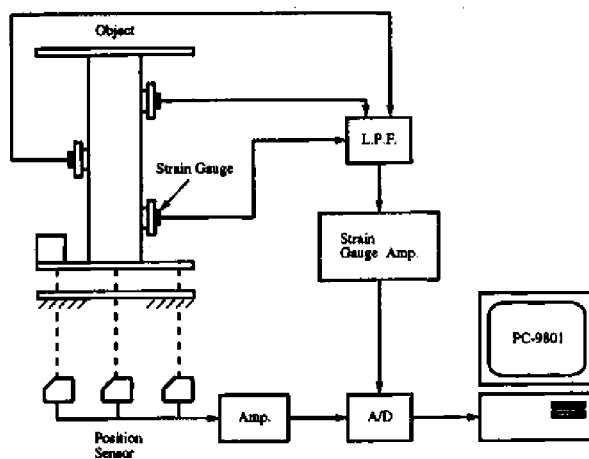 Object
L.P.F.
Strain Gauge
Strain
Gauge Amp.
PC-9801
Amp.
A/D
Position
Sensor